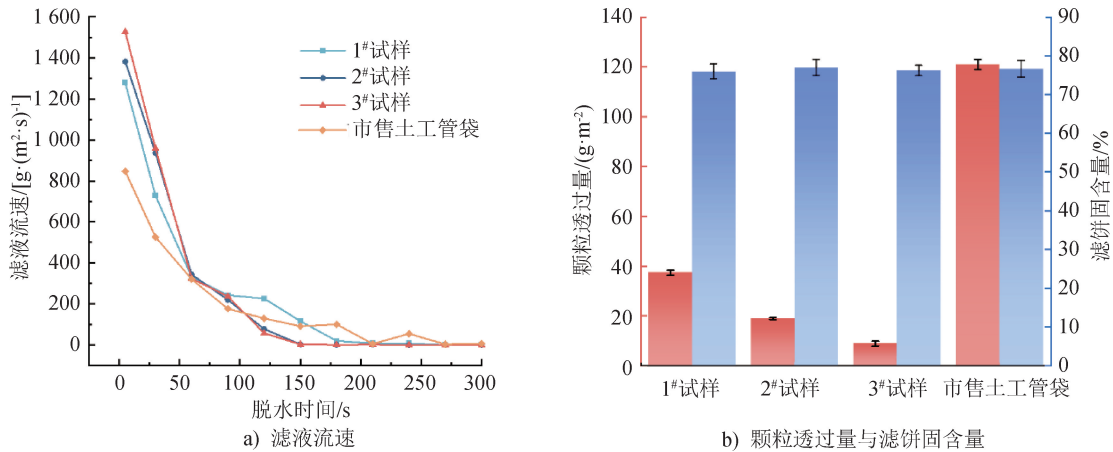 1 600
1 400
1 200
1 000
800
600
400
200
0
滤液流速/[g·(m²·s)⁻¹]
1#试样
2#试样
3#试样
市售土工管袋
0 50 100 150 200 250 300
脱水时间/s
a) 滤液流速
140
120
100
80
60
40
20
0
颗粒透过量/(g·m⁻²)
90
80
70
60
50
40
30
20
10
0
滤饼固含量/%
1#试样 2#试样 3#试样 市售土工管袋
b) 颗粒透过量与滤饼固含量